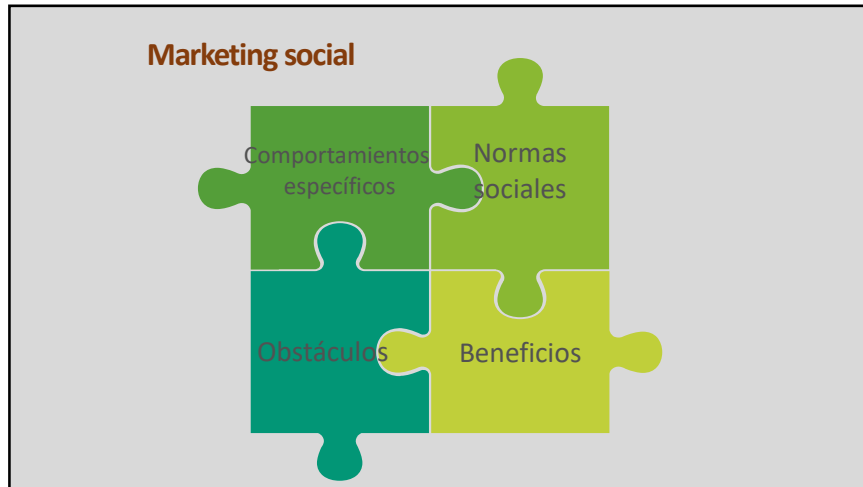 Marketing social
Comportamientos
específicos
Normas
sociales
Obstáculos
Beneficios